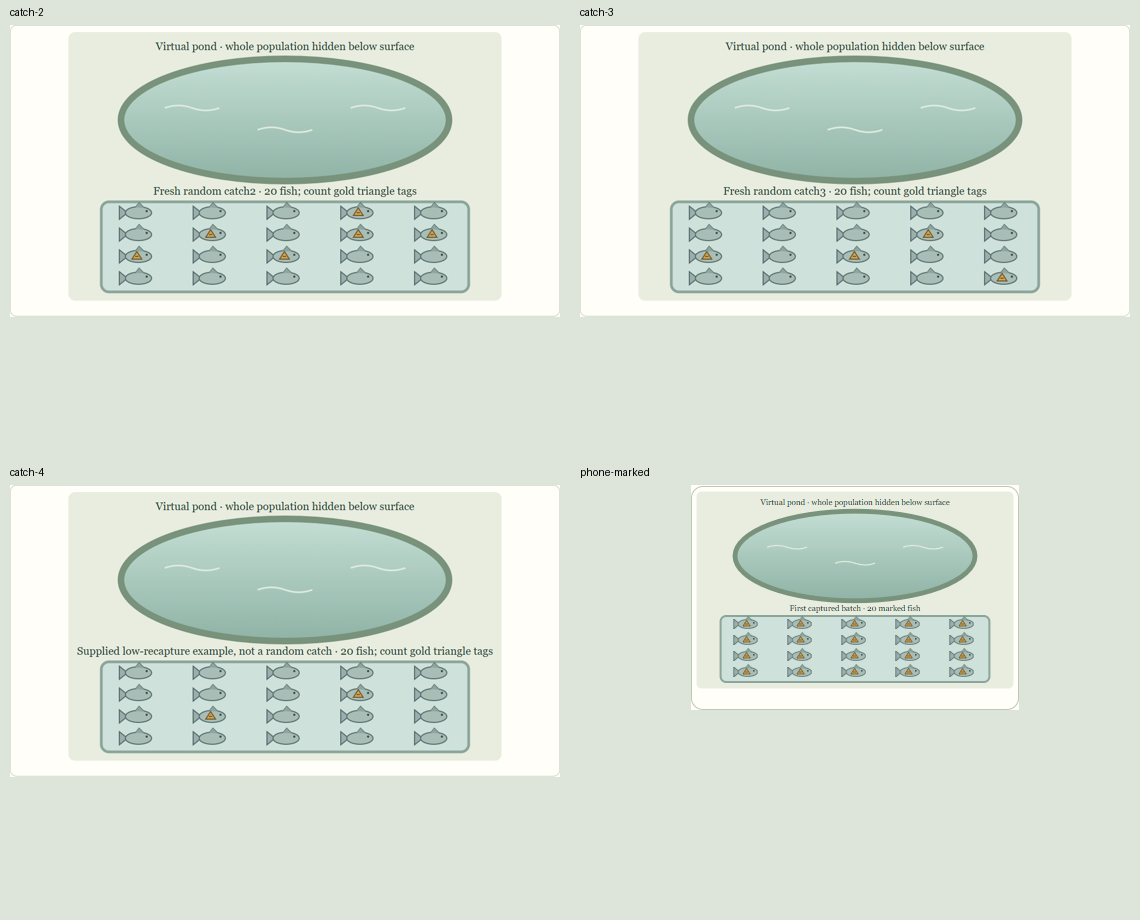 catch-2
Virtual pond · whole population hidden below surface
Fresh random catch2 · 20 fish; count gold triangle tags
catch-3
Virtual pond · whole population hidden below surface
Fresh random catch3 · 20 fish; count gold triangle tags
catch-4
Virtual pond · whole population hidden below surface
Supplied low-recapture example, not a random catch · 20 fish; count gold triangle tags
phone-marked
Virtual pond · whole population hidden below surface
First captured batch · 20 marked fish